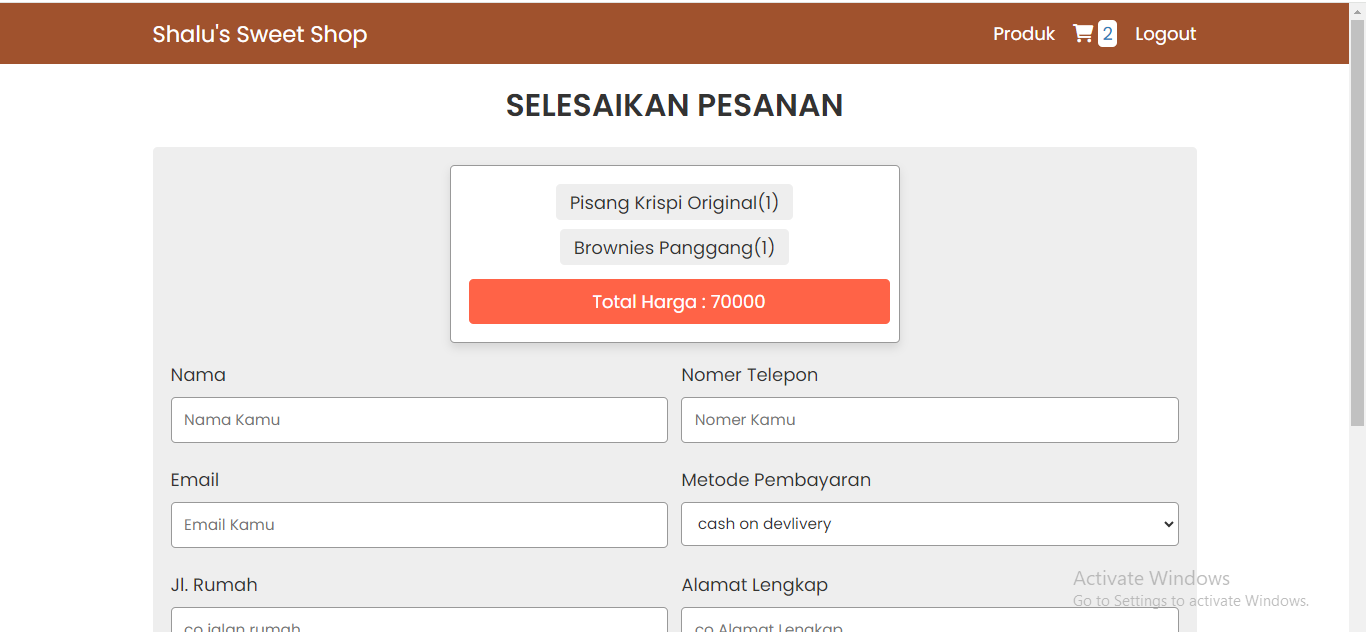 Shalu's Sweet Shop
Produk 2 Logout
SELESAIKAN PESANAN
Pisang Krispi Original(1)
Brownies Panggang(1)
Total Harga : 70000
Nama
Nomer Telepon
Nama Kamu
Nomer Kamu
Email
Metode Pembayaran
Email Kamu
cash on devlivery
Jl. Rumah
Alamat Lengkap
co jalan rumah
co Alamat Lengkap
Activate Windows
Go to Settings to activate Windows.